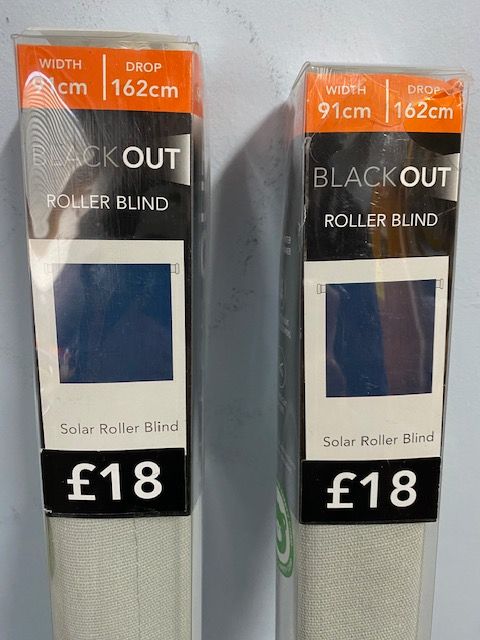 WIDTH DROP
91cm 162cm
BLACKOUT
ROLLER BLIND
Solar Roller Blind
£18
WIDTH DROP
91cm 162cm
BLACKOUT
ROLLER BLIND
Solar Roller Blind
£18